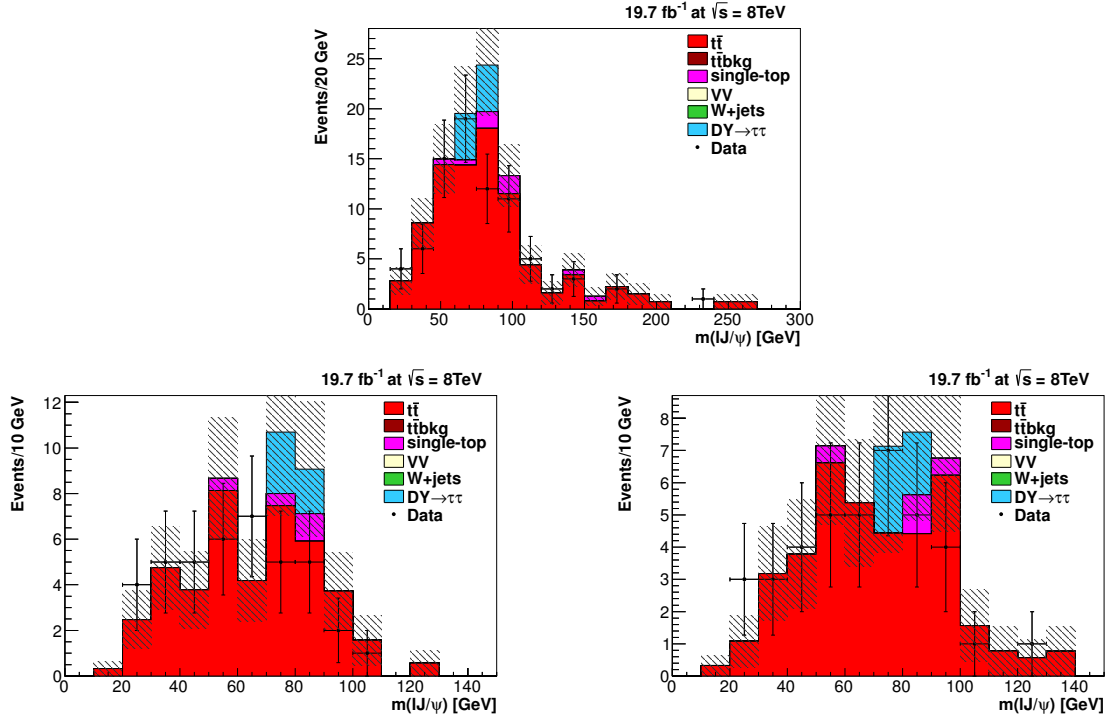 19.7 fb⁻¹ at √s = 8TeV
Events/20 GeV
25
20
15
10
5
0
tt̄
tt̄bkg
single-top
VV
W+jets
DY→ττ
Data
0 50 100 150 200 250 300
m(lJ/ψ) [GeV]
19.7 fb⁻¹ at √s = 8TeV
Events/10 GeV
12
10
8
6
4
2
0
tt̄
tt̄bkg
single-top
VV
W+jets
DY→ττ
Data
0 20 40 60 80 100 120 140
m(lJ/ψ) [GeV]
19.7 fb⁻¹ at √s = 8TeV
Events/10 GeV
8
7
6
5
4
3
2
1
0
tt̄
tt̄bkg
single-top
VV
W+jets
DY→ττ
Data
0 20 40 60 80 100 120 140
m(lJ/ψ) [GeV]